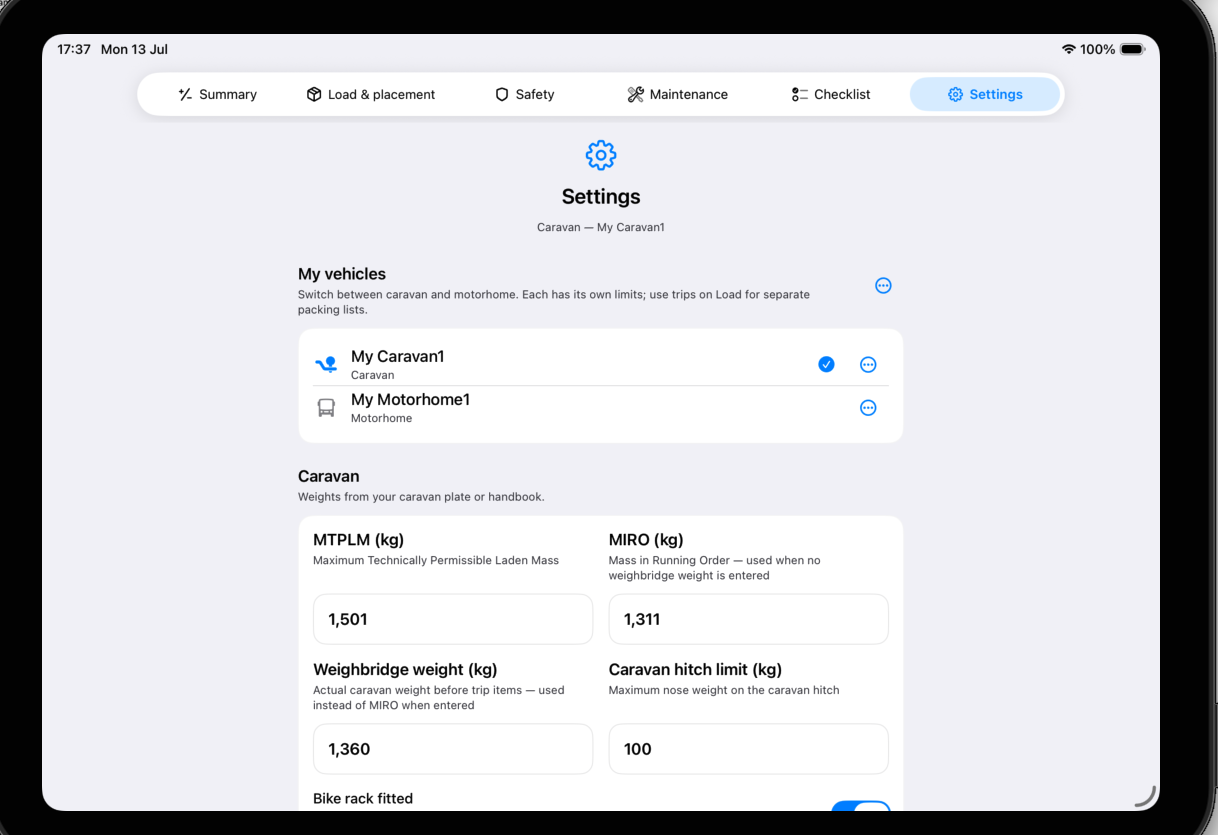 17:37 Mon 13 Jul
100%
Summary
Load & placement
Safety
Maintenance
Checklist
Settings
Settings
Caravan — My Caravan1
My vehicles
Switch between caravan and motorhome. Each has its own limits; use trips on Load for separate
packing lists.
My Caravan1
Caravan
My Motorhome1
Motorhome
Caravan
Weights from your caravan plate or handbook.
MTPLM (kg)
Maximum Technically Permissible Laden Mass
1,501
MIRO (kg)
Mass in Running Order — used when no
weighbridge weight is entered
1,311
Weighbridge weight (kg)
Actual caravan weight before trip items — used
instead of MIRO when entered
1,360
Caravan hitch limit (kg)
Maximum nose weight on the caravan hitch
100
Bike rack fitted